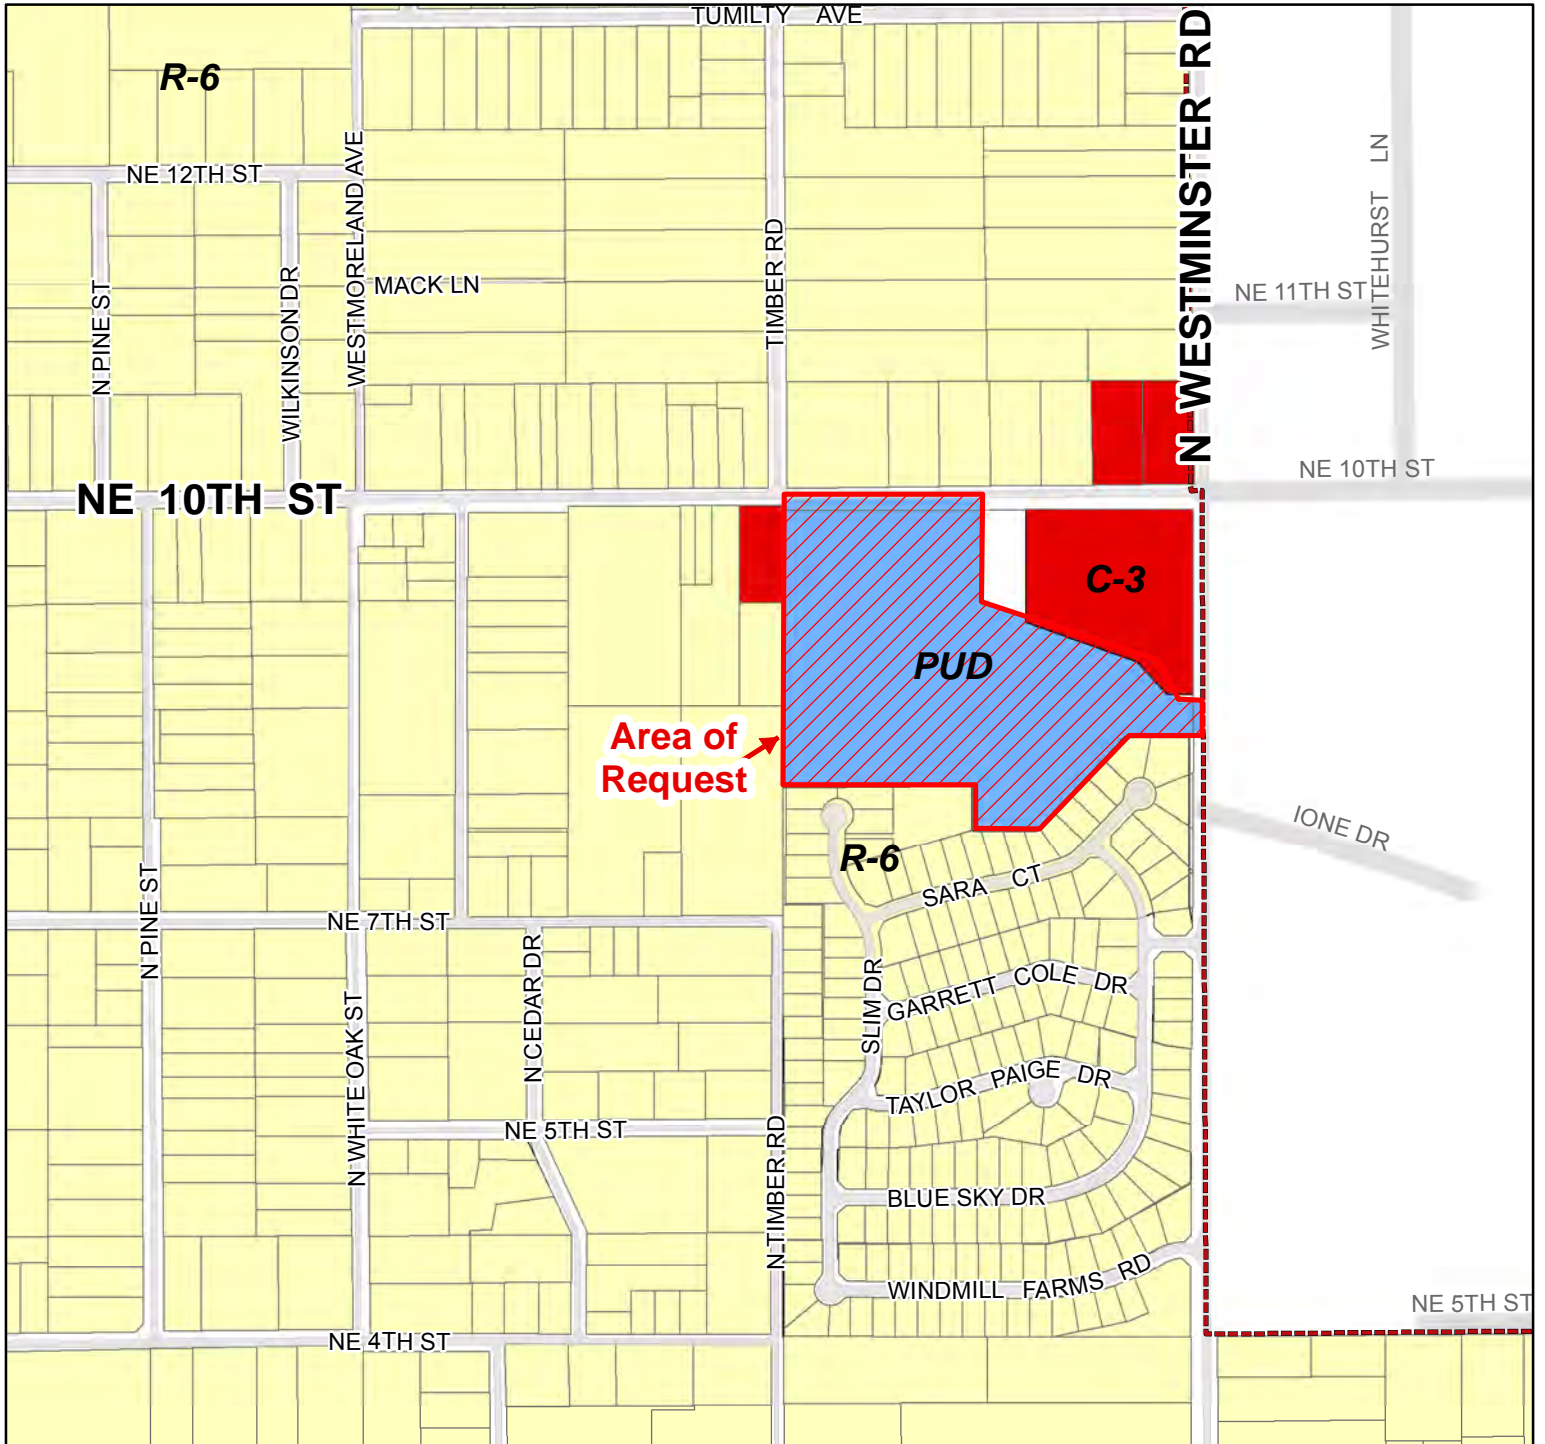 TUMILTY AVE
R-6
N WESTMINSTER RD
WHITEHURST LN
NE 12TH ST
WESTMORELAND AVE
TIMBER RD
N PINE ST
WILKINSON DR
MACK LN
NE 11TH ST
NE 10TH ST
NE 10TH ST
C-3
PUD
Area of
Request
IONE DR
R-6
SARA CT
N PINE ST
NE 7TH ST
N CEDAR DR
SLIM DR
GARRETT COLE DR
N WHITE OAK ST
TAYLOR PAIGE DR
NE 5TH ST
N TIMBER RD
BLUE SKY DR
WINDMILL FARMS RD
NE 5TH ST
NE 4TH ST